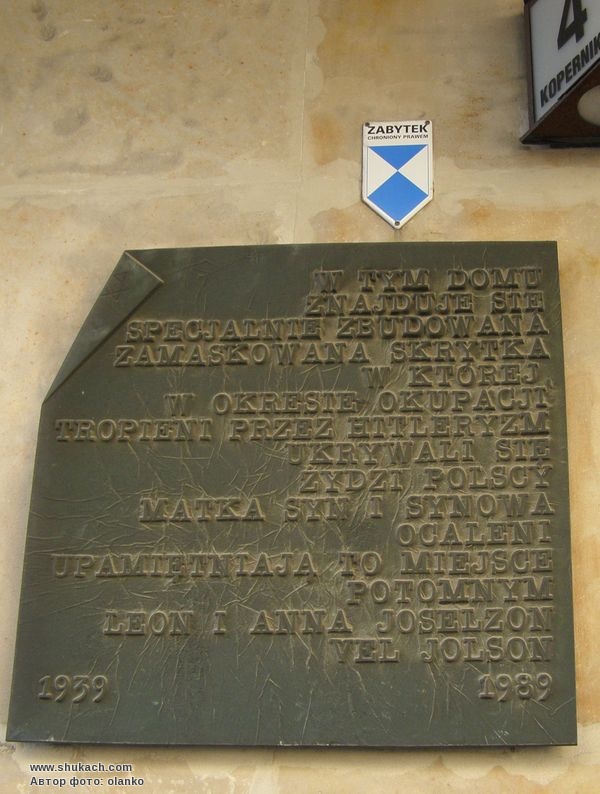 4
KOPERNIK
ZABYTEK
CHRONIONY PRAWEM
W TYM DOMU
ZNAJDUJE SIĘ
SPECJALNIE ZBUDOWANA
ZAMASKOWANA SKRYTKA
W KTÓREJ
W OKRESIE OKUPACJI
TROPIENI PRZEZ HITLERYZM
UKRYWALI SIĘ
ŻYDZI POLSCY
MATKA SYN I SYNOWA
OCALENI
UPAMIĘTNIAJĄ TO MIEJSCE
POTOMNYM
LEON I ANNA JOSELZON
VEL JOLSON
1939 1989
www.shukach.com
Автор фото: olanko